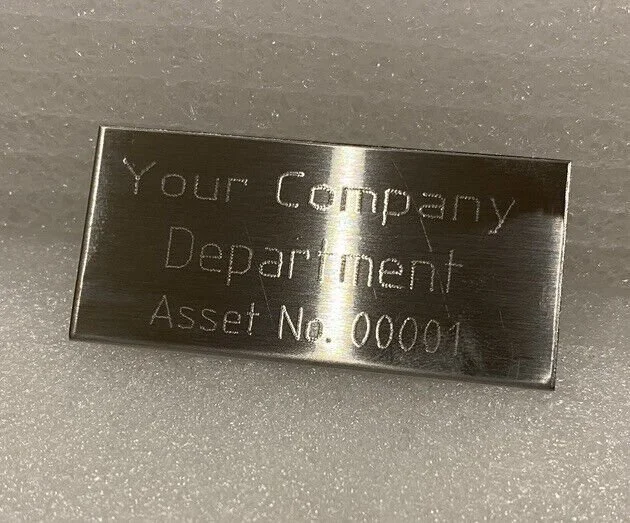 Your Company
Department
Asset No. 00001